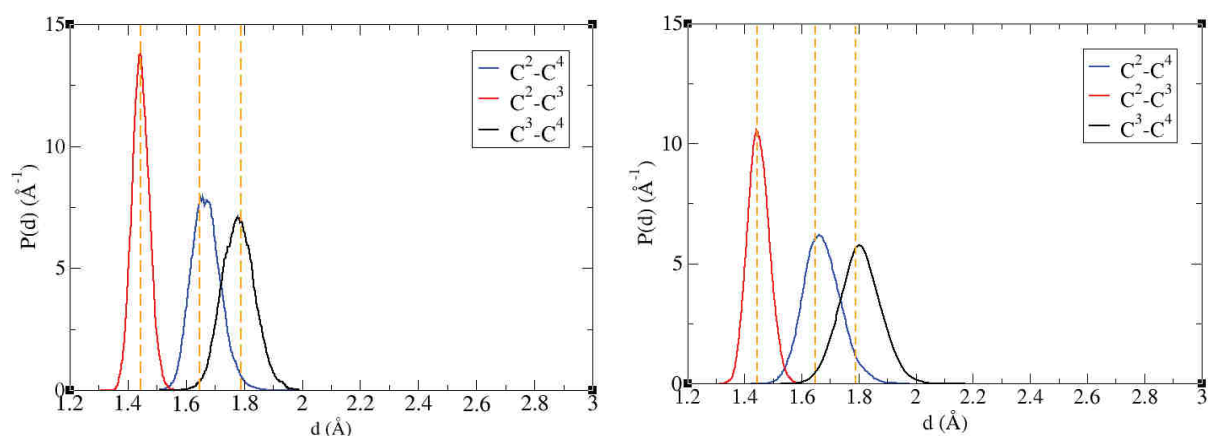 15
10
5
0
P(d) (Å⁻¹)
C²-C⁴
C²-C³
C³-C⁴
1.2 1.4 1.6 1.8 2 2.2 2.4 2.6 2.8 3
d (Å)
15
10
5
0
P(d) (Å⁻¹)
C²-C⁴
C²-C³
C³-C⁴
1.2 1.4 1.6 1.8 2 2.2 2.4 2.6 2.8 3
d (Å)